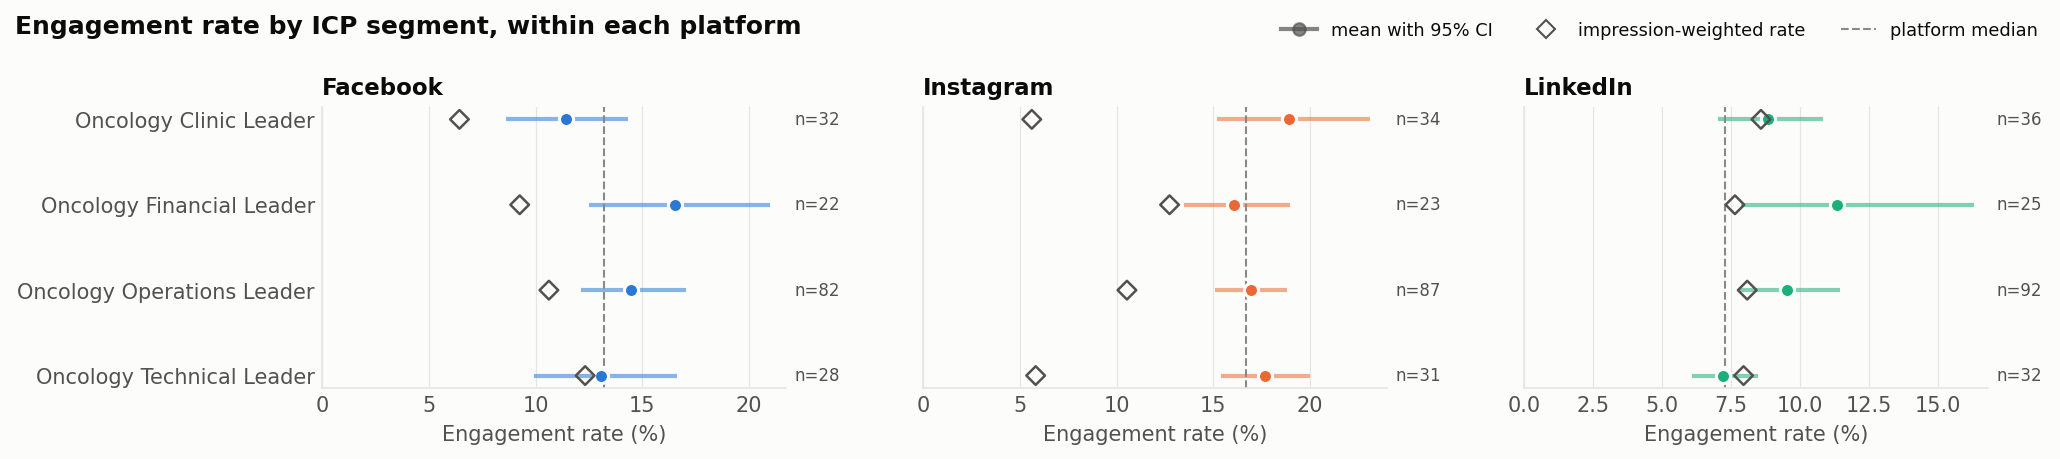 Engagement rate by ICP segment, within each platform
mean with 95% CI
impression-weighted rate
platform median
Facebook
Instagram
LinkedIn
Oncology Clinic Leader
n=32
n=34
n=36
Oncology Financial Leader
n=22
n=23
n=25
Oncology Operations Leader
n=82
n=87
n=92
Oncology Technical Leader
n=28
n=31
n=32
0 5 10 15 20
0 5 10 15 20
0.0 2.5 5.0 7.5 10.0 12.5 15.0
Engagement rate (%)
Engagement rate (%)
Engagement rate (%)